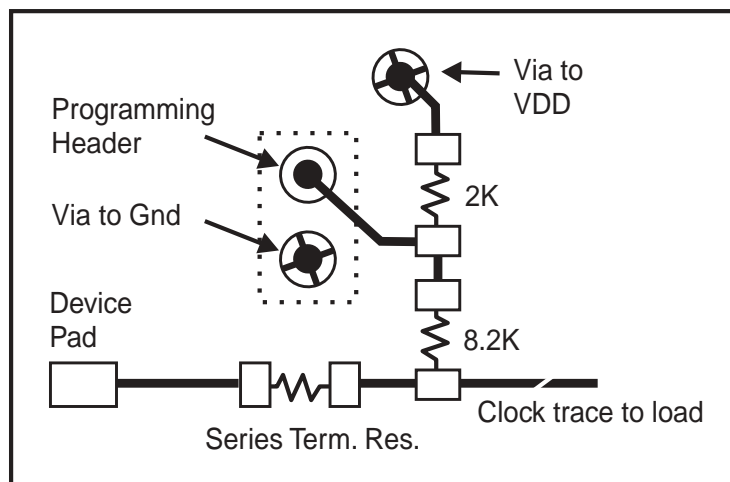 Via to
VDD
Programming
Header
2K
Via to Gnd
Device
Pad
8.2K
Clock trace to load
Series Term. Res.